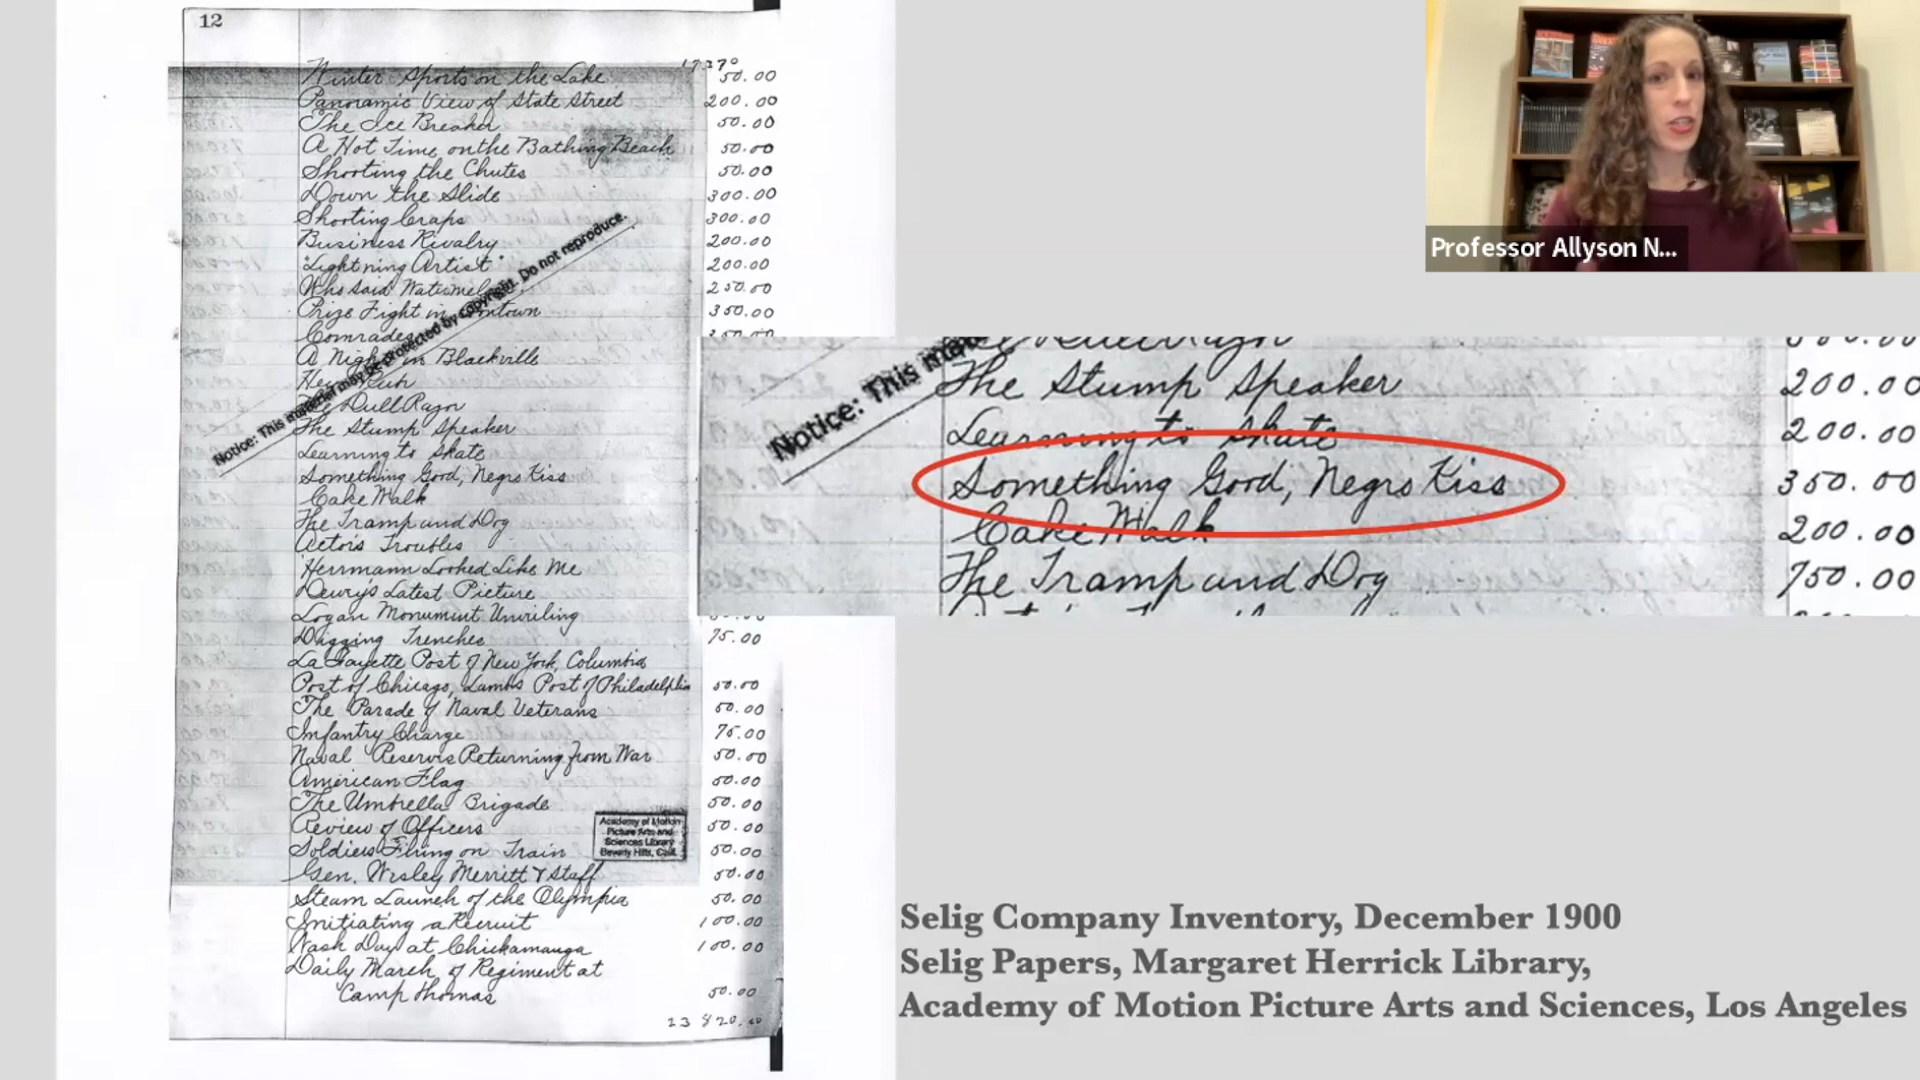 12
17370
Winter Sports on the Lake 50.00
Panoramic View of State Street 200.00
The Ice Breaker 50.00
A Hot Time on the Bathing Beach 50.00
Shooting the Chutes 50.00
Down the Slide 300.00
Shooting Craps 300.00
Business Rivalry 200.00
"Lightning Artist" 200.00
Who said Watermelon 250.00
Prize Fight in 350.00
Comrades
A Night in Blackville
The Dull Razor
The Stump Speaker
Learning to Skate
Something Good, Negro Kiss
Cake Walk
The Tramp and Dog
Actor's Troubles
Herrmann Looked Like Me
Dewey's Latest Picture
Logan Monument Unveiling
Digging Trenches 75.00
La Fayette Post of New York, Columbia
Post of Chicago, Lambs Post of Philadelphia 50.00
The Parade of Naval Veterans 50.00
Infantry Charge 75.00
Naval Reserves Returning from War 50.00
American Flag 50.00
The Umbrella Brigade 50.00
Review of Officers 50.00
Soldiers Firing on Train 50.00
Gen. Wesley Merritt & Staff 50.00
Steam Launch of the Olympia 50.00
Initiating a Recruit 100.00
Wash Day at Chickamauga 100.00
Daily March of Regiment at
Camp Thomas 50.00
23 820.00
Notice: This material may be protected by copyright. Do not reproduce.
Academy of Motion
Picture Arts and
Sciences Library
Beverly Hills, Calif.
Professor Allyson N...
Notice: This
The Stump Speaker 200.00
Learning to Skate 200.00
Something Good, Negro Kiss 350.00
Cake Walk 200.00
The Tramp and Dog 750.00
Selig Company Inventory, December 1900
Selig Papers, Margaret Herrick Library,
Academy of Motion Picture Arts and Sciences, Los Angeles